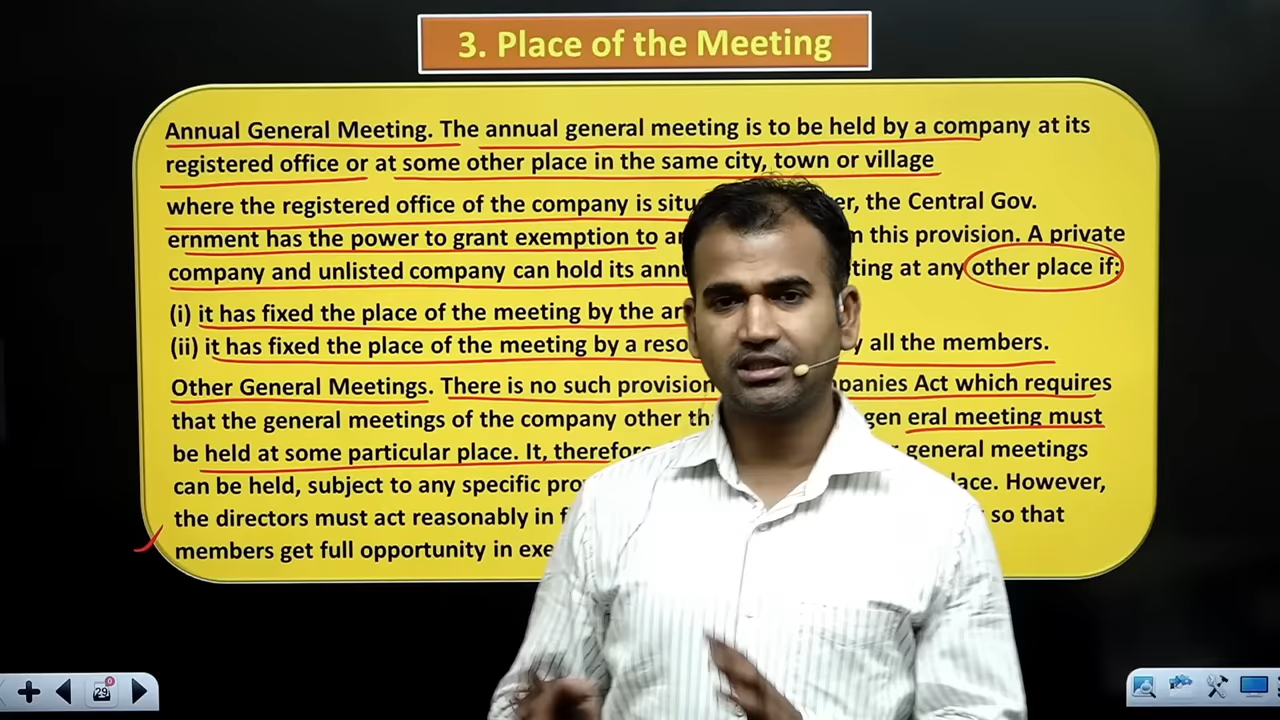 3. Place of the Meeting
Annual General Meeting. The annual general meeting is to be held by a company at its
registered office or at some other place in the same city, town or village
where the registered office of the company is situ er, the Central Gov.
ernment has the power to grant exemption to an m this provision. A private
company and unlisted company can hold its annu ting at any other place if:
(i) it has fixed the place of the meeting by the ar
(ii) it has fixed the place of the meeting by a reso y all the members.
Other General Meetings. There is no such provision panies Act which requires
that the general meetings of the company other th gen eral meeting must
be held at some particular place. It, therefore general meetings
can be held, subject to any specific pro lace. However,
the directors must act reasonably in f so that
members get full opportunity in exe
29